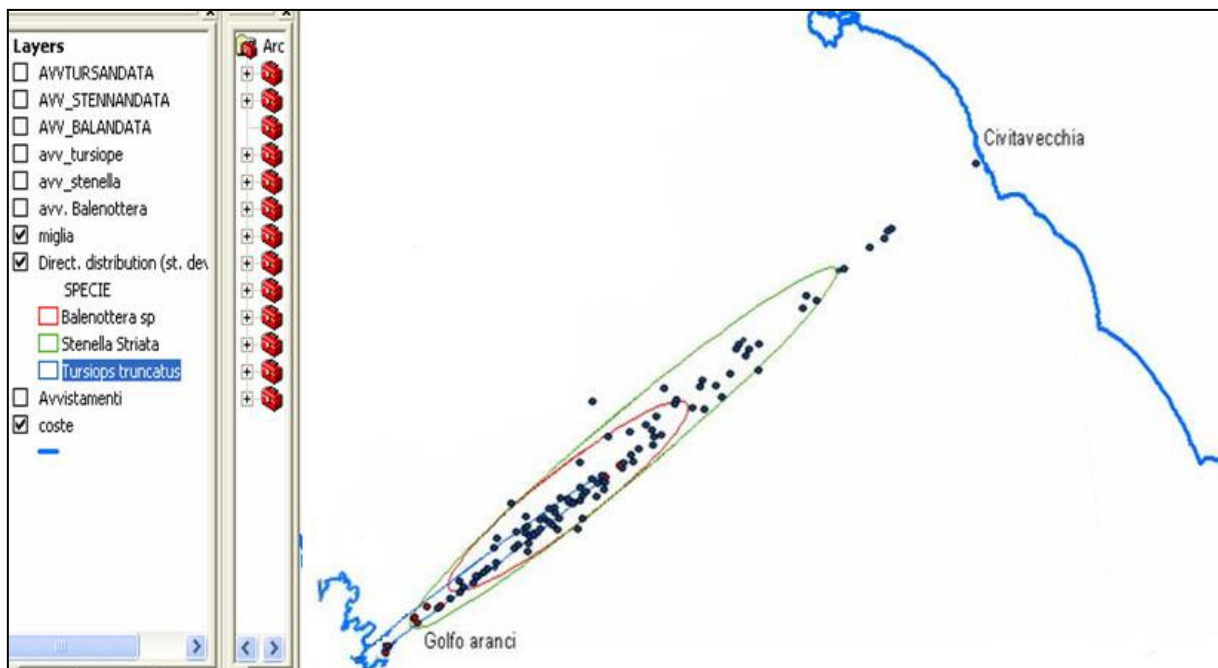 Layers
AVVTURSANDATA
AVV_STENNANDATA
AVV_BALANDATA
avv_tursiope
avv_stenella
avv. Balenottera
miglia
Direct. distribution (st. dev
SPECIE
Balenottera sp
Stenella Striata
Tursiops truncatus
Avvistamenti
coste
Arc
Civitavecchia
Golfo aranci